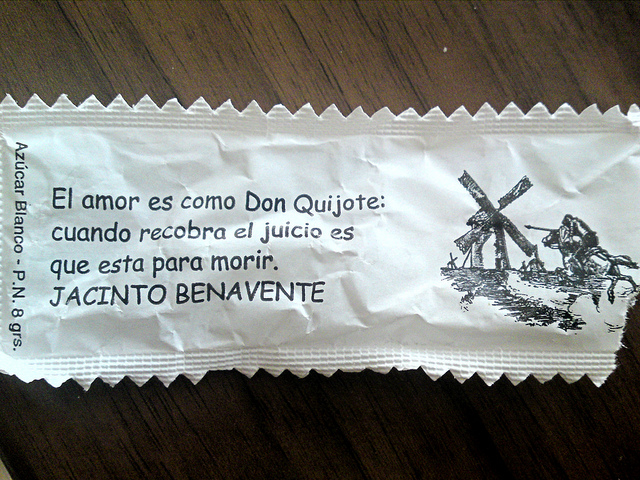 Azúcar Blanco - P.N. 8 grs.
El amor es como Don Quijote:
cuando recobra el juicio es
que esta para morir.
JACINTO BENAVENTE